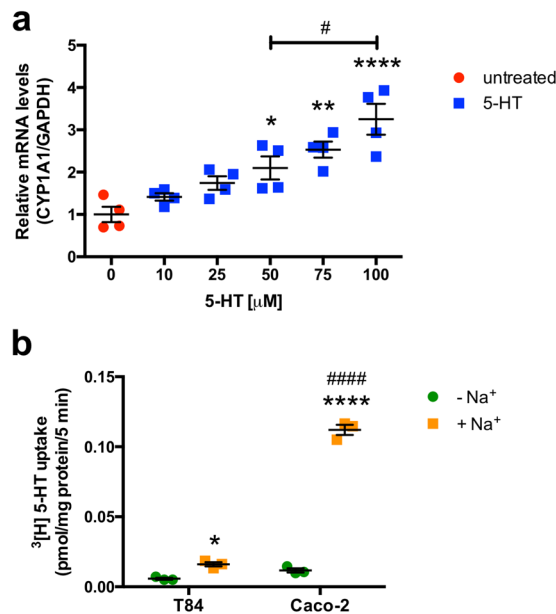 a
#
****
**
*
untreated
5-HT
Relative mRNA levels
(CYP1A1/GAPDH)
5
4
3
2
1
0
0 10 25 50 75 100
5-HT [μM]
b
####
****
*
- Na⁺
+ Na⁺
³[H] 5-HT uptake
(pmol/mg protein/5 min)
0.15
0.10
0.05
0.00
T84 Caco-2